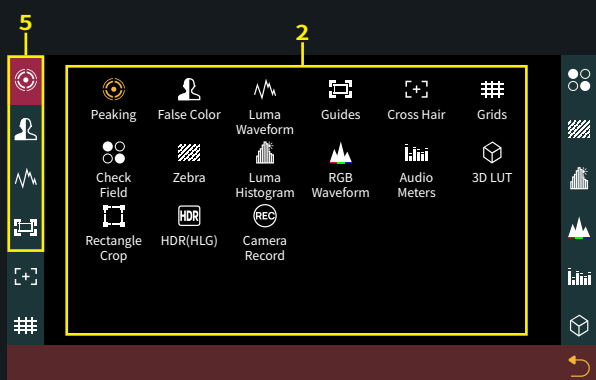 5
2
Peaking
False Color
Luma
Waveform
Guides
Cross Hair
Grids
Check
Field
Zebra
Luma
Histogram
RGB
Waveform
Audio
Meters
3D LUT
Rectangle
Crop
HDR
HDR(HLG)
REC
Camera
Record